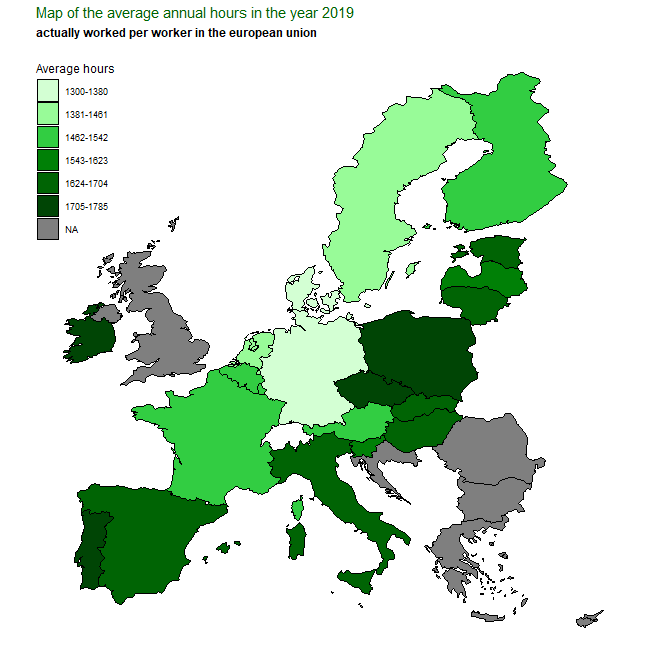 Map of the average annual hours in the year 2019
actually worked per worker in the european union
Average hours
1300-1380
1381-1461
1462-1542
1543-1623
1624-1704
1705-1785
NA